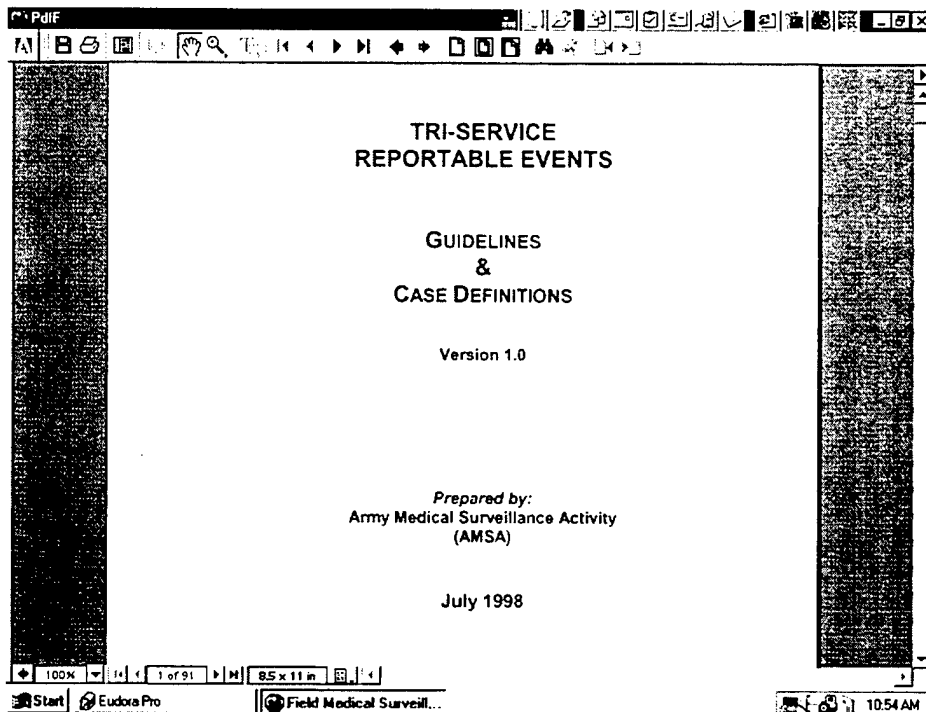 PdiF
TRI-SERVICE
REPORTABLE EVENTS
GUIDELINES
&
CASE DEFINITIONS
Version 1.0
Prepared by:
Army Medical Surveillance Activity
(AMSA)
July 1998
100%
1 of 91
8.5 x 11 in
Start
Eudora Pro
Field Medical Surveill...
10:54 AM